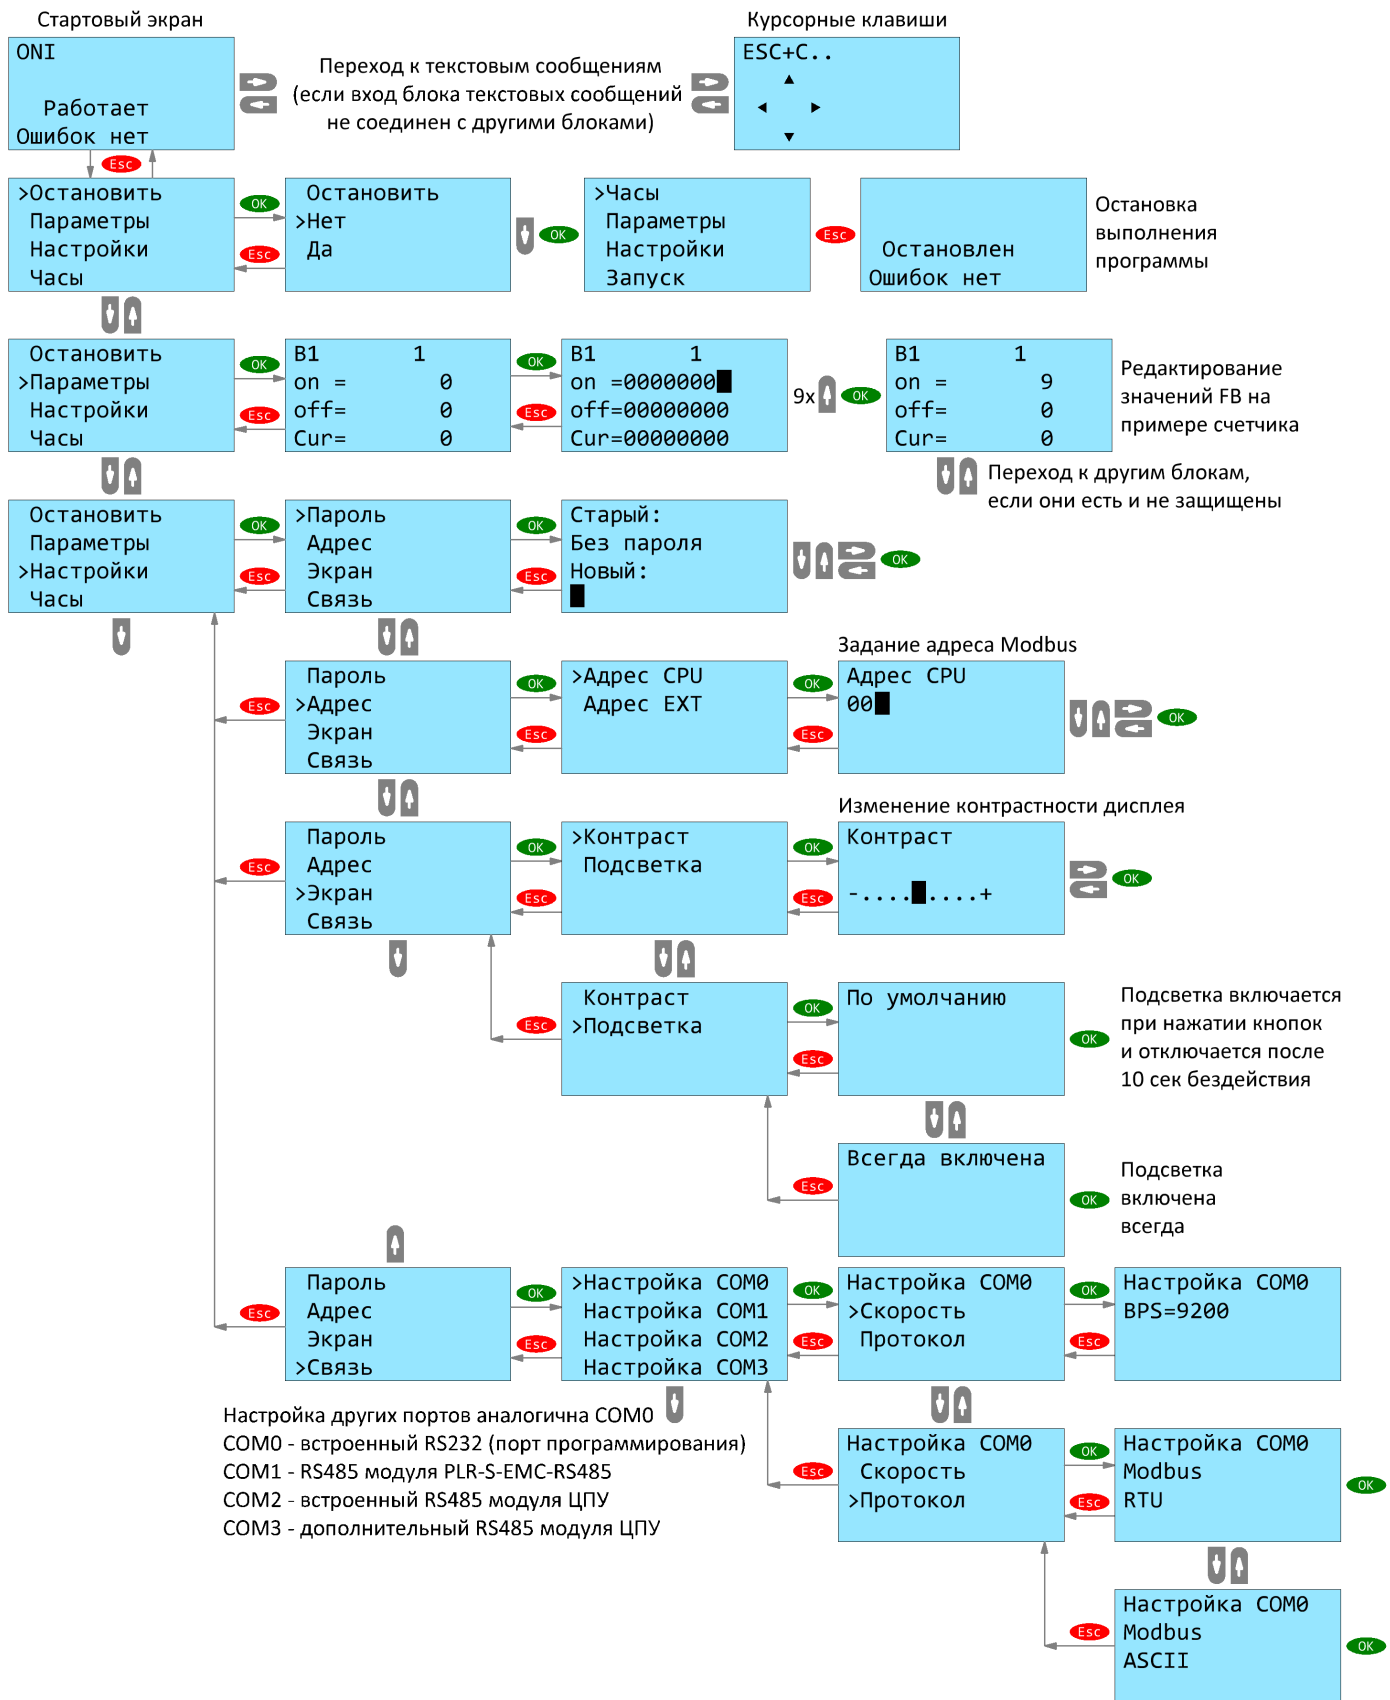 Стартовый экран
Курсорные клавиши
ONI
Работает
Ошибок нет
Переход к текстовым сообщениям
(если вход блока текстовых сообщений
не соединен с другими блоками)
ESC+C..
Esc
>Остановить
Параметры
Настройки
Часы
OK
Esc
Остановить
>Нет
Да
OK
>Часы
Параметры
Настройки
Запуск
Esc
Остановлен
Ошибок нет
Остановка
выполнения
программы
Остановить
>Параметры
Настройки
Часы
OK
Esc
B1 1
on = 0
off= 0
Cur= 0
OK
Esc
B1 1
on =0000000
off=00000000
Cur=00000000
9x
OK
B1 1
on = 9
off= 0
Cur= 0
Редактирование
значений FB на
примере счетчика
Переход к другим блокам,
если они есть и не защищены
Остановить
Параметры
>Настройки
Часы
OK
Esc
>Пароль
Адрес
Экран
Связь
OK
Esc
Старый:
Без пароля
Новый:
OK
Задание адреса Modbus
Esc
Пароль
>Адрес
Экран
Связь
OK
Esc
>Адрес CPU
Адрес EXT
OK
Esc
Адрес CPU
00
OK
Изменение контрастности дисплея
Esc
Пароль
Адрес
>Экран
Связь
OK
Esc
>Контраст
Подсветка
OK
Esc
Контраст
-........+
OK
Esc
Контраст
>Подсветка
OK
Esc
По умолчанию
OK
Подсветка включается
при нажатии кнопок
и отключается после
10 сек бездействия
Esc
Всегда включена
OK
Подсветка
включена
всегда
Esc
Пароль
Адрес
Экран
>Связь
OK
Esc
>Настройка COM0
Настройка COM1
Настройка COM2
Настройка COM3
OK
Esc
Настройка COM0
>Скорость
Протокол
OK
Esc
Настройка COM0
BPS=9200
Настройка других портов аналогична COM0
COM0 - встроенный RS232 (порт программирования)
COM1 - RS485 модуля PLR-S-EMC-RS485
COM2 - встроенный RS485 модуля ЦПУ
COM3 - дополнительный RS485 модуля ЦПУ
Esc
Настройка COM0
Скорость
>Протокол
OK
Esc
Настройка COM0
Modbus
RTU
OK
Esc
Настройка COM0
Modbus
ASCII
OK